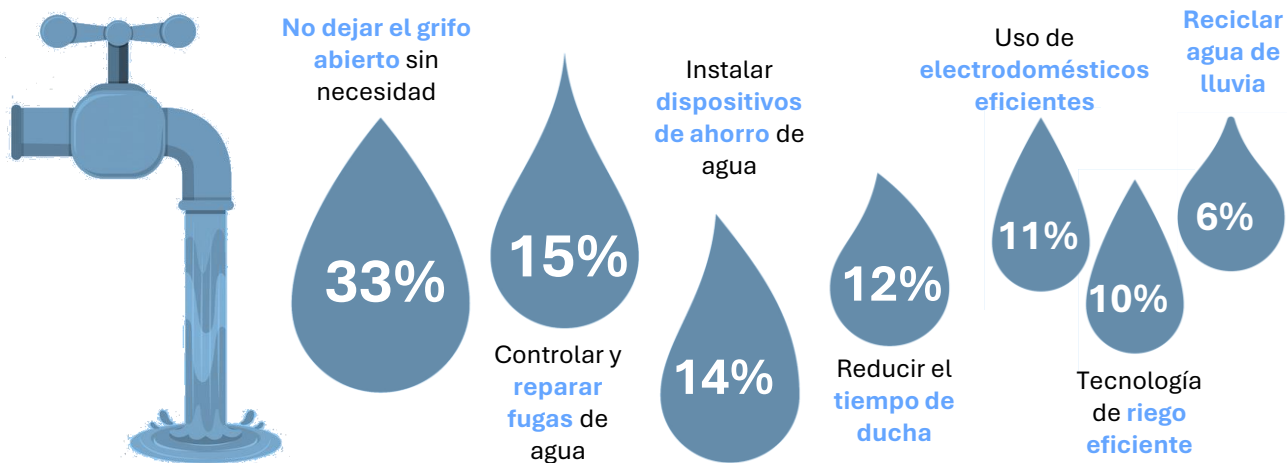 No dejar el grifo
abierto sin
necesidad
33%
15%
Controlar y
reparar
fugas de
agua
Instalar
dispositivos
de ahorro de
agua
14%
12%
Reducir el
tiempo de
ducha
Uso de
electrodomésticos
eficientes
11%
10%
Tecnología
de riego
eficiente
Reciclar
agua de
lluvia
6%